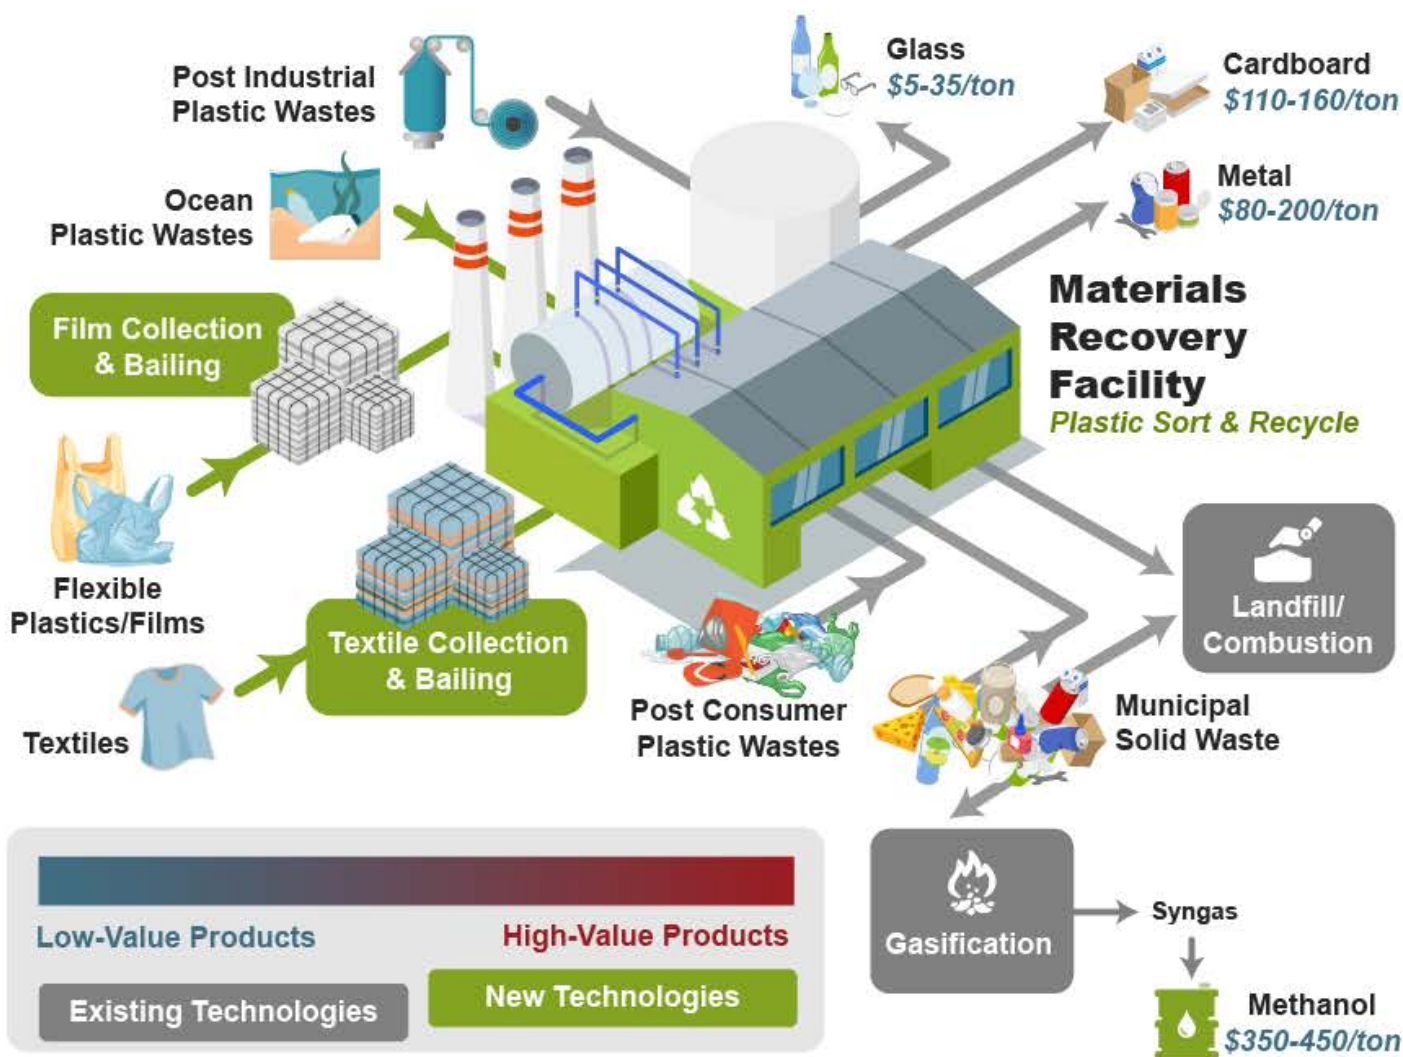 Post Industrial
Plastic Wastes
Glass
$5-35/ton
Cardboard
$110-160/ton
Ocean
Plastic Wastes
Metal
$80-200/ton
Film Collection
& Bailing
Materials
Recovery
Facility
Plastic Sort & Recycle
Flexible
Plastics/Films
Textile Collection
& Bailing
Textiles
Landfill/
Combustion
Post Consumer
Plastic Wastes
Municipal
Solid Waste
Low-Value Products
High-Value Products
Existing Technologies
New Technologies
Gasification
Syngas
Methanol
$350-450/ton